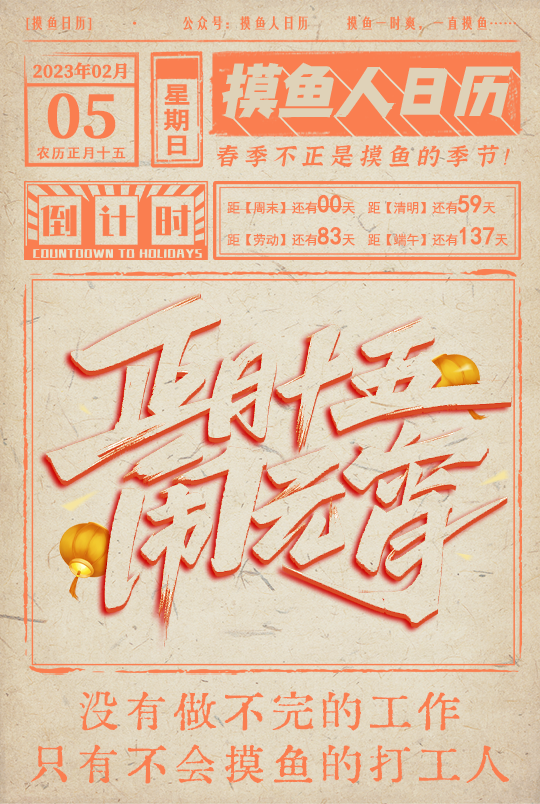 [摸鱼日历] · 公众号：摸鱼人日历 摸鱼一时爽，一直摸鱼……
2023年02月
05
农历正月十五
星期日
摸鱼人日历
春季不正是摸鱼的季节!
倒计时
COUNTDOWN TO HOLIDAYS
距【周末】还有00天 距【清明】还有59天
距【劳动】还有83天 距【端午】还有137天
正月十五
闹元宵
没有做不完的工作
只有不会摸鱼的打工人